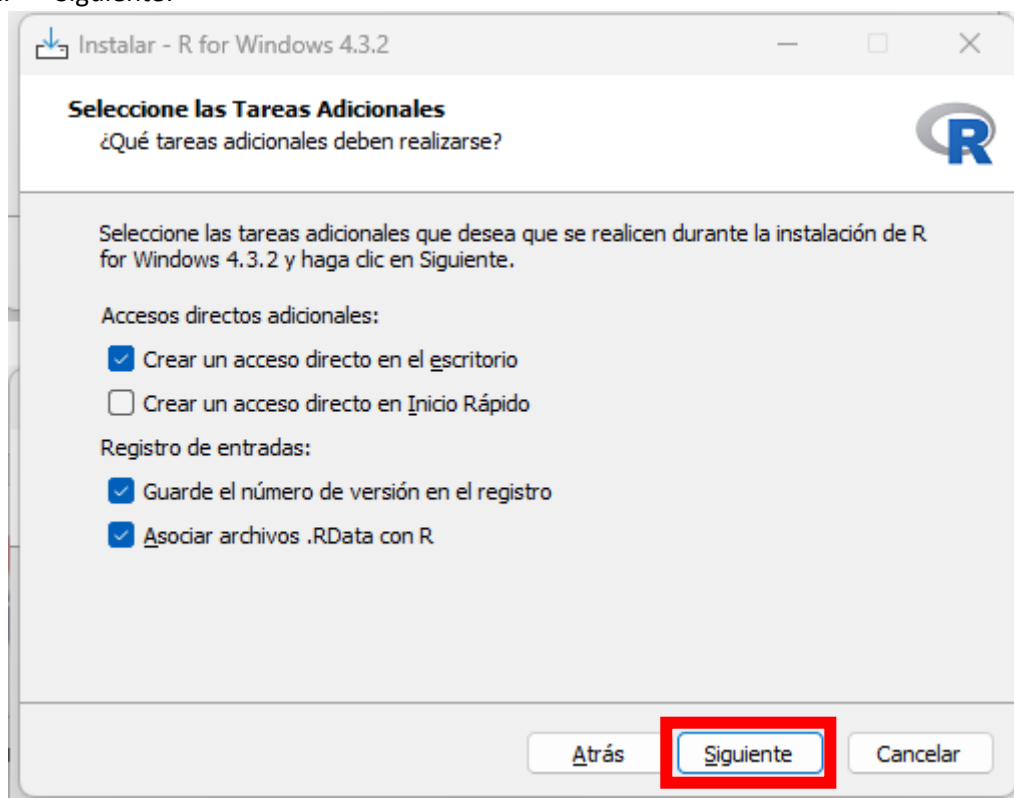 Siguiente.
Instalar - R for Windows 4.3.2
Seleccione las Tareas Adicionales
¿Qué tareas adicionales deben realizarse?
R
Seleccione las tareas adicionales que desea que se realicen durante la instalación de R
for Windows 4.3.2 y haga clic en Siguiente.
Accesos directos adicionales:
Crear un acceso directo en el escritorio
Crear un acceso directo en Inicio Rápido
Registro de entradas:
Guarde el número de versión en el registro
Asociar archivos .RData con R
Atrás Siguiente Cancelar